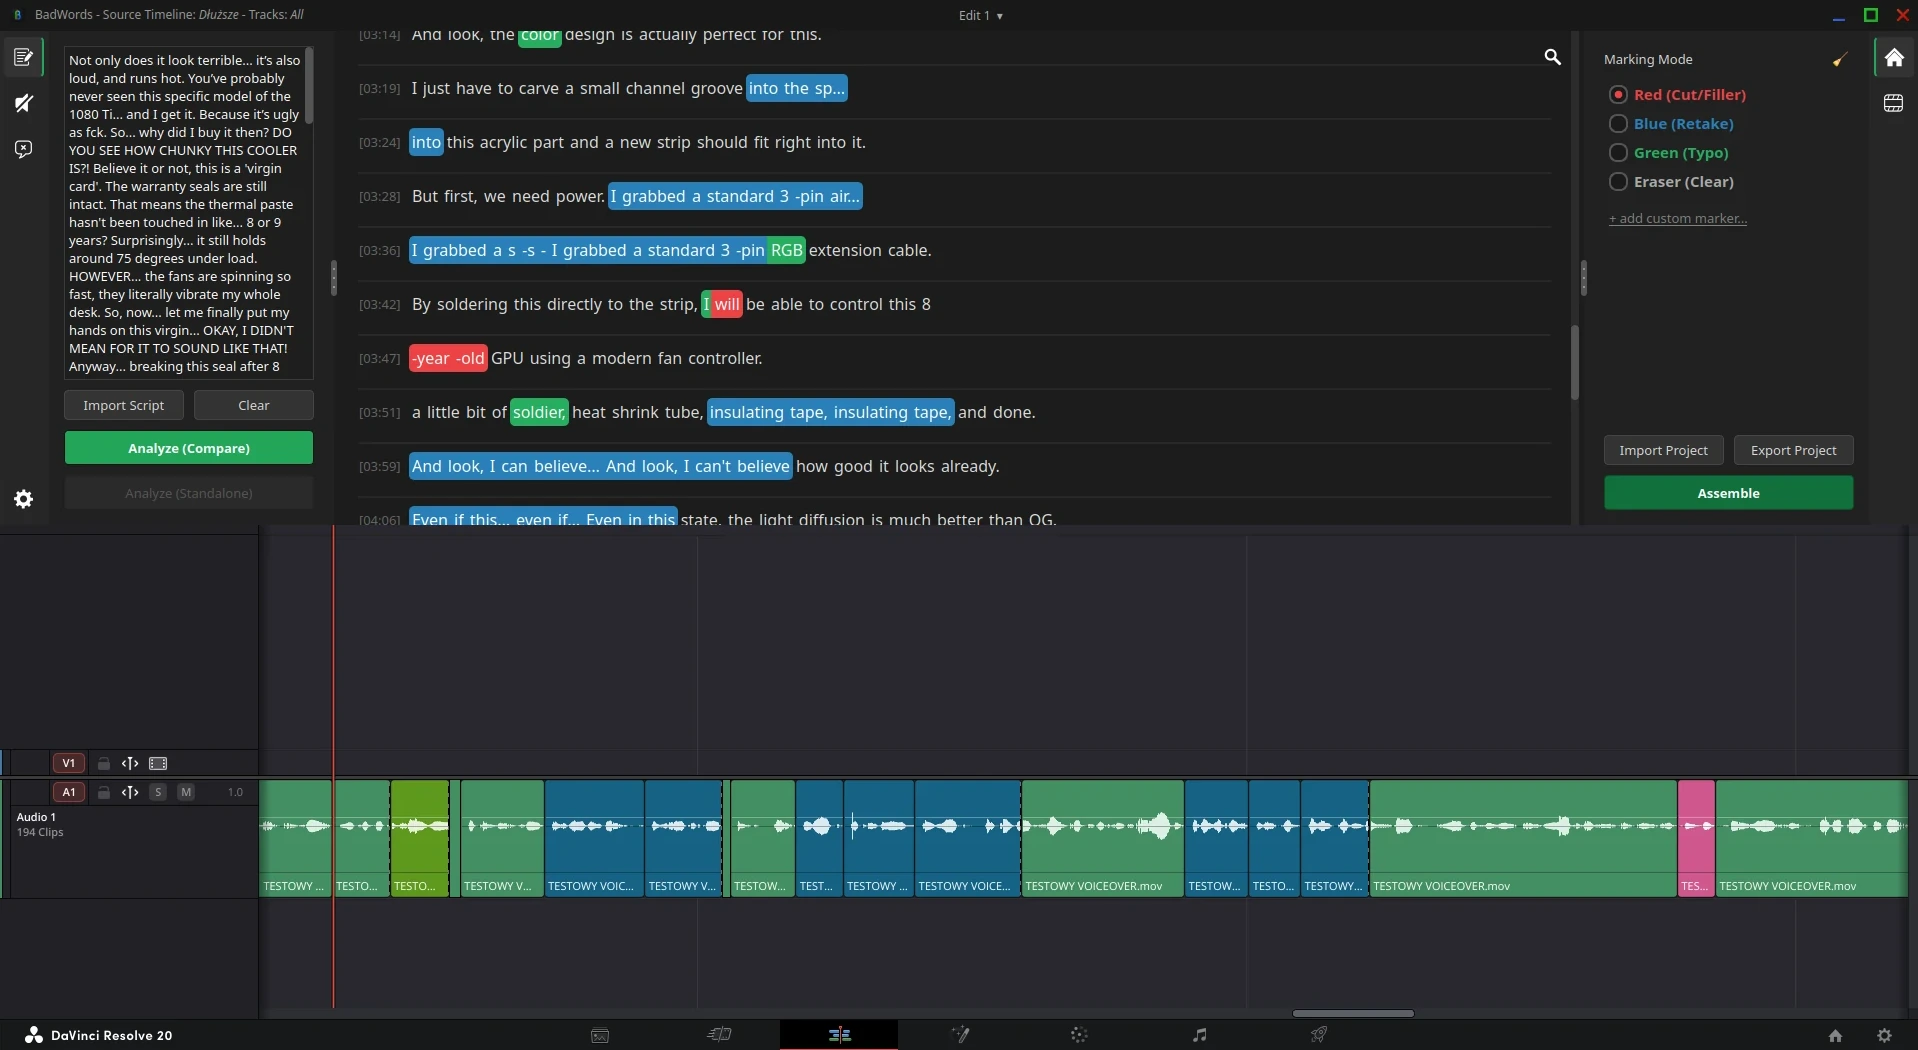 BadWords - Source Timeline: Dłuższe - Tracks: All
Edit 1 ▾
Not only does it look terrible... it's also
loud, and runs hot. You've probably
never seen this specific model of the
1080 Ti... and I get it. Because it's ugly
as fck. So... why did I buy it then? DO
YOU SEE HOW CHUNKY THIS COOLER
IS?! Believe it or not, this is a 'virgin
card'. The warranty seals are still
intact. That means the thermal paste
hasn't been touched in like... 8 or 9
years? Surprisingly... it still holds
around 75 degrees under load.
HOWEVER... the fans are spinning so
fast, they literally vibrate my whole
desk. So, now... let me finally put my
hands on this virgin... OKAY, I DIDN'T
MEAN FOR IT TO SOUND LIKE THAT!
Anyway... breaking this seal after 8
Import Script
Clear
Analyze (Compare)
Analyze (Standalone)
[03:14] And look, the color design is actually perfect for this.
[03:19] I just have to carve a small channel groove into the sp...
[03:24] into this acrylic part and a new strip should fit right into it.
[03:28] But first, we need power. I grabbed a standard 3 -pin air...
[03:36] I grabbed a s -s - I grabbed a standard 3 -pin RGB extension cable.
[03:42] By soldering this directly to the strip, I will be able to control this 8
[03:47] -year -old GPU using a modern fan controller.
[03:51] a little bit of soldier, heat shrink tube, insulating tape, insulating tape, and done.
[03:59] And look, I can believe... And look, I can't believe how good it looks already.
[04:06] Even if this... even if... Even in this state, the light diffusion is much better than OG.
Marking Mode
Red (Cut/Filler)
Blue (Retake)
Green (Typo)
Eraser (Clear)
+ add custom marker...
Import Project
Export Project
Assemble
V1
A1 S M 1.0
Audio 1
194 Clips
TESTOWY ...
TESTO...
TESTO...
TESTOWY V...
TESTOWY VOIC...
TESTOWY V...
TESTOW...
TEST...
TESTOWY ...
TESTOWY VOICE...
TESTOWY VOICEOVER.mov
TESTOW...
TESTO...
TESTOWY...
TESTOWY VOICEOVER.mov
TES...
TESTOWY VOICEOVER.mov
DaVinci Resolve 20